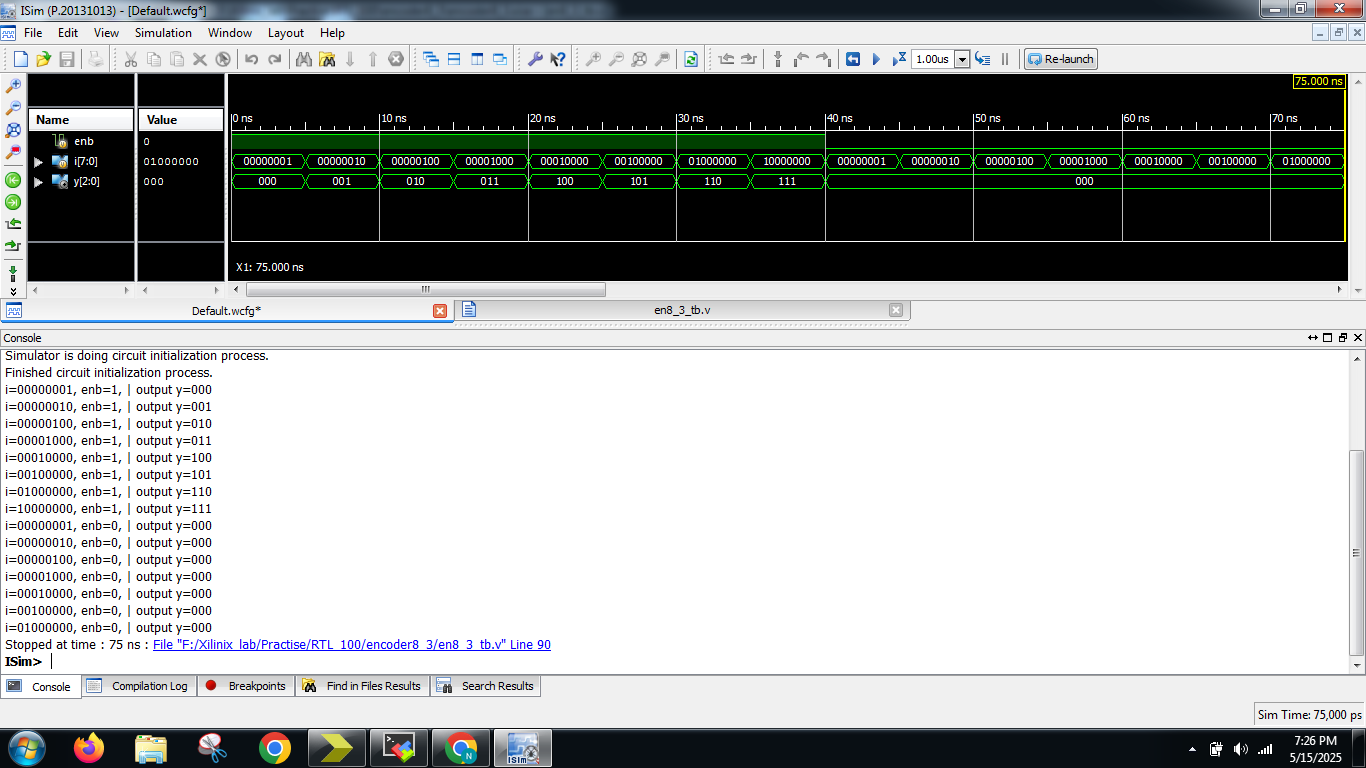 ISim (P.20131013) - [Default.wcfg*]
File Edit View Simulation Window Layout Help
1.00us Re-launch
75.000 ns
Name Value
0 ns 10 ns 20 ns 30 ns 40 ns 50 ns 60 ns 70 ns
enb 0
i[7:0] 01000000 00000001 00000010 00000100 00001000 00010000 00100000 01000000 10000000 00000001 00000010 00000100 00001000 00010000 00100000 01000000
y[2:0] 000 000 001 010 011 100 101 110 111 000
X1: 75.000 ns
Default.wcfg* en8_3_tb.v
Console
Simulator is doing circuit initialization process.
Finished circuit initialization process.
i=00000001, enb=1, | output y=000
i=00000010, enb=1, | output y=001
i=00000100, enb=1, | output y=010
i=00001000, enb=1, | output y=011
i=00010000, enb=1, | output y=100
i=00100000, enb=1, | output y=101
i=01000000, enb=1, | output y=110
i=10000000, enb=1, | output y=111
i=00000001, enb=0, | output y=000
i=00000010, enb=0, | output y=000
i=00000100, enb=0, | output y=000
i=00001000, enb=0, | output y=000
i=00010000, enb=0, | output y=000
i=00100000, enb=0, | output y=000
i=01000000, enb=0, | output y=000
Stopped at time : 75 ns : File "F:/Xilinix_lab/Practise/RTL_100/encoder8_3/en8_3_tb.v" Line 90
ISim>
Console Compilation Log Breakpoints Find in Files Results Search Results
Sim Time: 75,000 ps
N
ISim
7:26 PM
5/15/2025